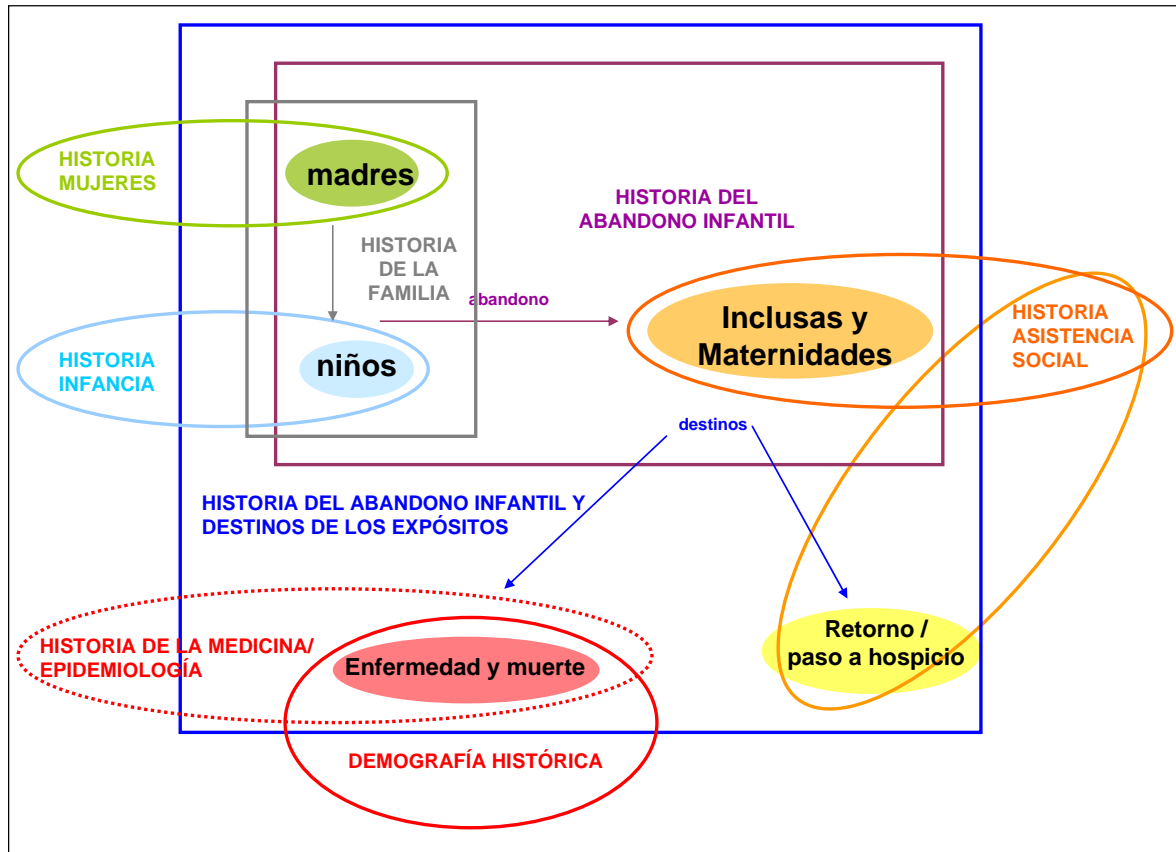 HISTORIA
MUJERES
madres
HISTORIA DEL
ABANDONO INFANTIL
HISTORIA
DE LA
FAMILIA
abandono
Inclusas y
Maternidades
HISTORIA
ASISTENCIA
SOCIAL
HISTORIA
INFANCIA
niños
destinos
HISTORIA DEL ABANDONO INFANTIL Y
DESTINOS DE LOS EXPÓSITOS
HISTORIA DE LA MEDICINA/
EPIDEMIOLOGÍA
Enfermedad y muerte
Retorno /
paso a hospicio
DEMOGRAFÍA HISTÓRICA